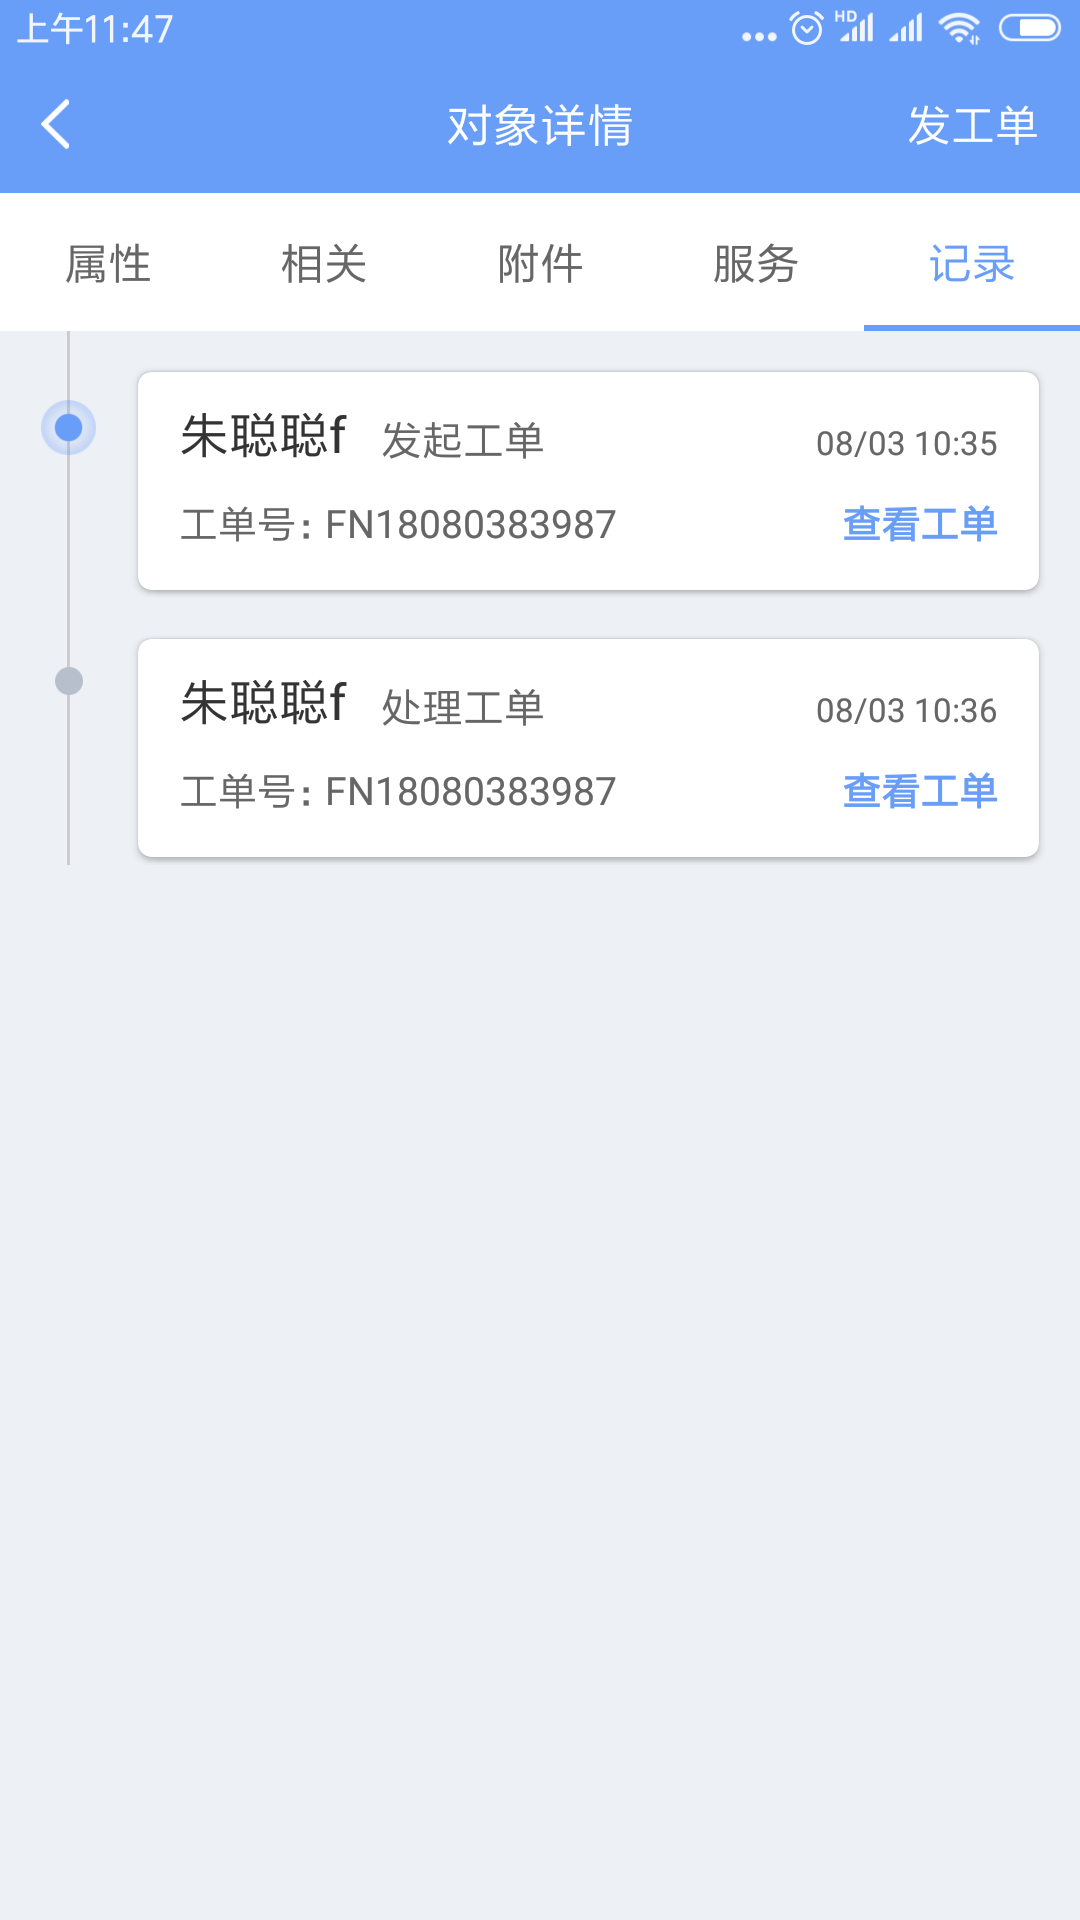 上午11:47
HD
对象详情
发工单
属性 相关 附件 服务 记录
朱聪聪f 发起工单 08/03 10:35
工单号: FN18080383987 查看工单
朱聪聪f 处理工单 08/03 10:36
工单号: FN18080383987 查看工单